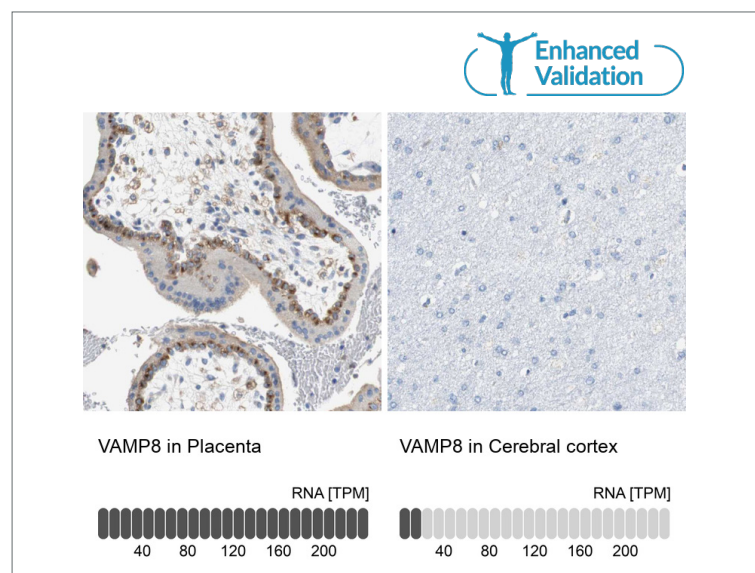 Enhanced
Validation
VAMP8 in Placenta
VAMP8 in Cerebral cortex
RNA [TPM]
RNA [TPM]
40 80 120 160 200
40 80 120 160 200